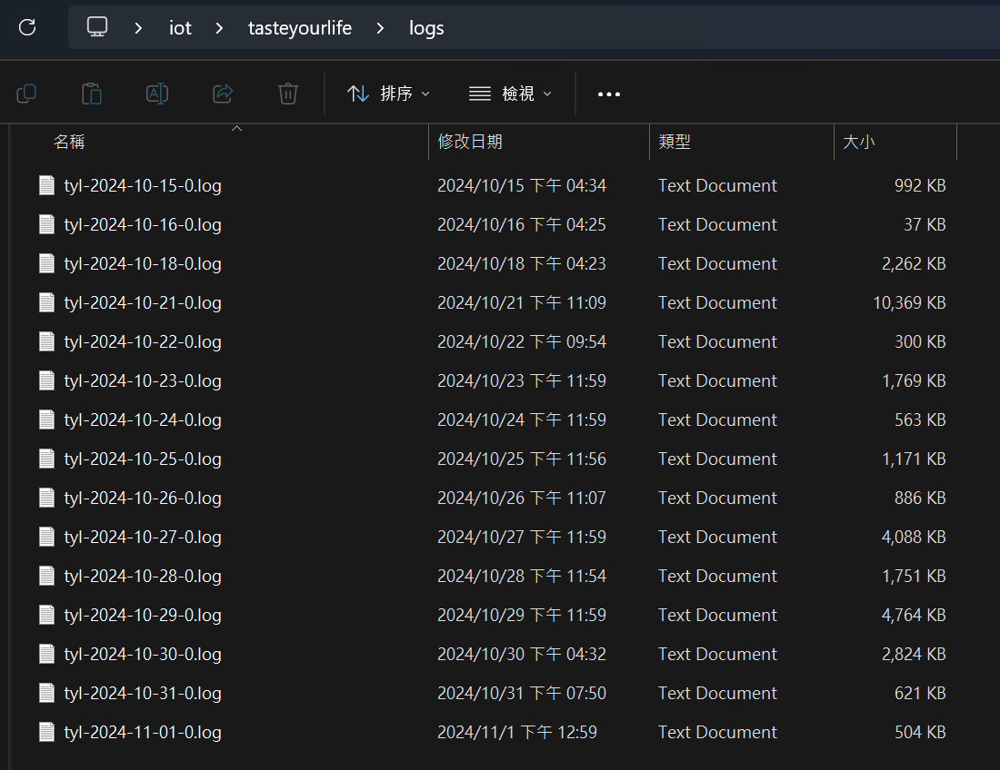 iot > tasteyourlife > logs
排序 檢視
名稱 修改日期 類型 大小
tyl-2024-10-15-0.log 2024/10/15 下午 04:34 Text Document 992 KB
tyl-2024-10-16-0.log 2024/10/16 下午 04:25 Text Document 37 KB
tyl-2024-10-18-0.log 2024/10/18 下午 04:23 Text Document 2,262 KB
tyl-2024-10-21-0.log 2024/10/21 下午 11:09 Text Document 10,369 KB
tyl-2024-10-22-0.log 2024/10/22 下午 09:54 Text Document 300 KB
tyl-2024-10-23-0.log 2024/10/23 下午 11:59 Text Document 1,769 KB
tyl-2024-10-24-0.log 2024/10/24 下午 11:59 Text Document 563 KB
tyl-2024-10-25-0.log 2024/10/25 下午 11:56 Text Document 1,171 KB
tyl-2024-10-26-0.log 2024/10/26 下午 11:07 Text Document 886 KB
tyl-2024-10-27-0.log 2024/10/27 下午 11:59 Text Document 4,088 KB
tyl-2024-10-28-0.log 2024/10/28 下午 11:54 Text Document 1,751 KB
tyl-2024-10-29-0.log 2024/10/29 下午 11:59 Text Document 4,764 KB
tyl-2024-10-30-0.log 2024/10/30 下午 04:32 Text Document 2,824 KB
tyl-2024-10-31-0.log 2024/10/31 下午 07:50 Text Document 621 KB
tyl-2024-11-01-0.log 2024/11/1 下午 12:59 Text Document 504 KB